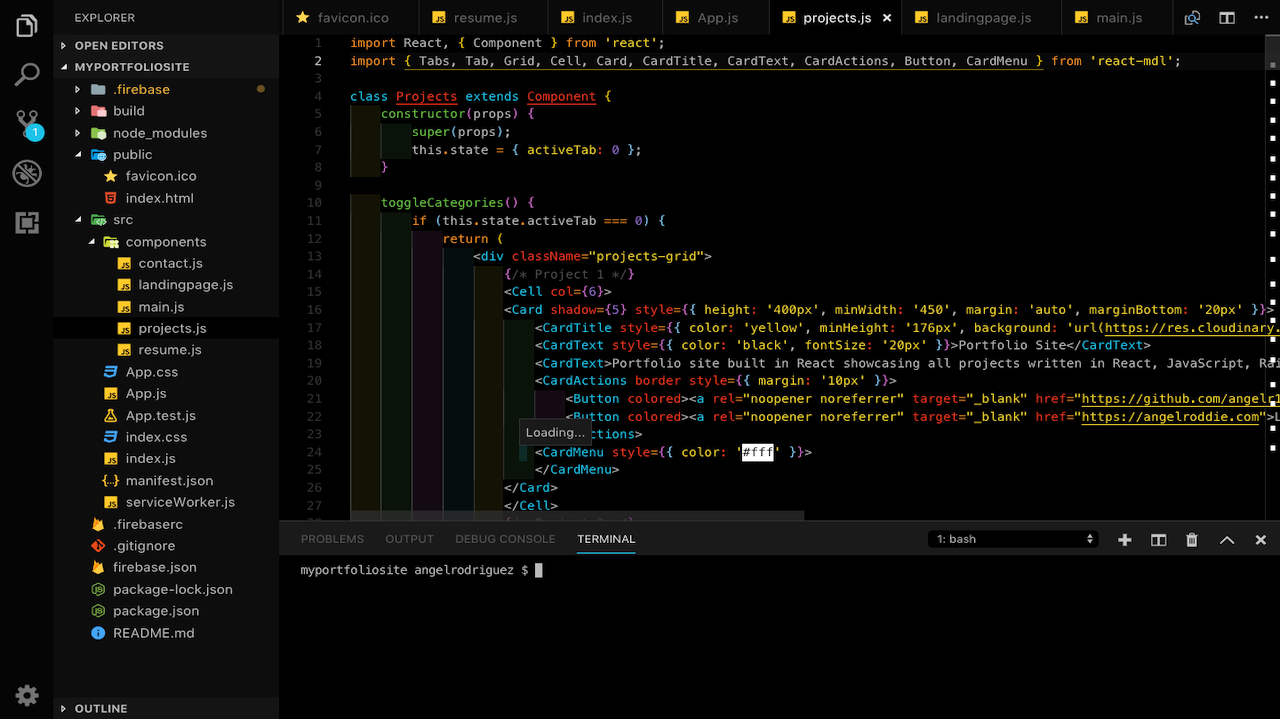 EXPLORER
OPEN EDITORS
MYPORTFOLIOSITE
.firebase
build
node_modules
public
favicon.ico
index.html
src
components
contact.js
landingpage.js
main.js
projects.js
resume.js
App.css
App.js
App.test.js
index.css
index.js
manifest.json
serviceWorker.js
.firebaserc
.gitignore
firebase.json
package-lock.json
package.json
README.md
OUTLINE
1
favicon.ico resume.js index.js App.js projects.js landingpage.js main.js
1 import React, { Component } from 'react';
2 import { Tabs, Tab, Grid, Cell, Card, CardTitle, CardText, CardActions, Button, CardMenu } from 'react-mdl';
3
4 class Projects extends Component {
5 constructor(props) {
6 super(props);
7 this.state = { activeTab: 0 };
8 }
9
10 toggleCategories() {
11 if (this.state.activeTab === 0) {
12 return (
13 <div className="projects-grid">
14 {/* Project 1 */}
15 <Cell col={6}>
16 <Card shadow={5} style={{ height: '400px', minWidth: '450', margin: 'auto', marginBottom: '20px' }}>
17 <CardTitle style={{ color: 'yellow', minHeight: '176px', background: 'url(https://res.cloudinary.
18 <CardText style={{ color: 'black', fontSize: '20px' }}>Portfolio Site</CardText>
19 <CardText>Portfolio site built in React showcasing all projects written in React, JavaScript, Rai
20 <CardActions border style={{ margin: '10px' }}>
21 <Button colored><a rel="noopener noreferrer" target="_blank" href="https://github.com/angelr1
22 <Button colored><a rel="noopener noreferrer" target="_blank" href="https://angelroddie.com">L
23 ctions>
Loading...
24 <CardMenu style={{ color: '#fff' }}>
25 </CardMenu>
26 </Card>
27 </Cell>
PROBLEMS OUTPUT DEBUG CONSOLE TERMINAL 1: bash
myportfoliosite angelrodriguez $